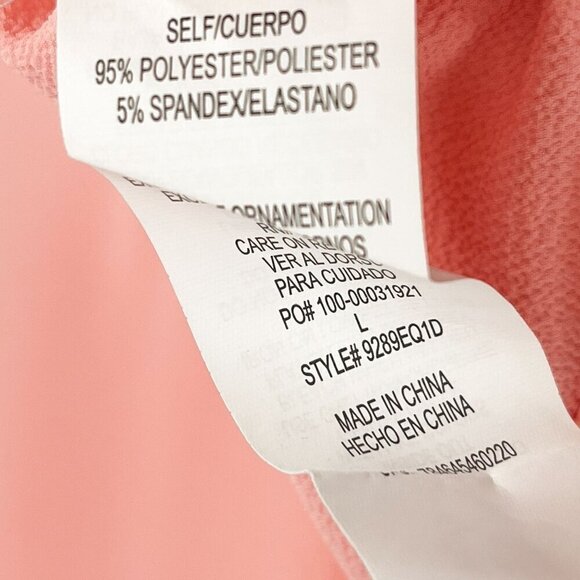 SELF/CUERPO
95% POLYESTER/POLIESTER
5% SPANDEX/ELASTANO
ORNAMENTATION
CARE ON
VER AL DORSO
PARA CUIDADO
PO# 100-00031921
L
STYLE# 9289EQ1D
MADE IN CHINA
HECHO EN CHINA